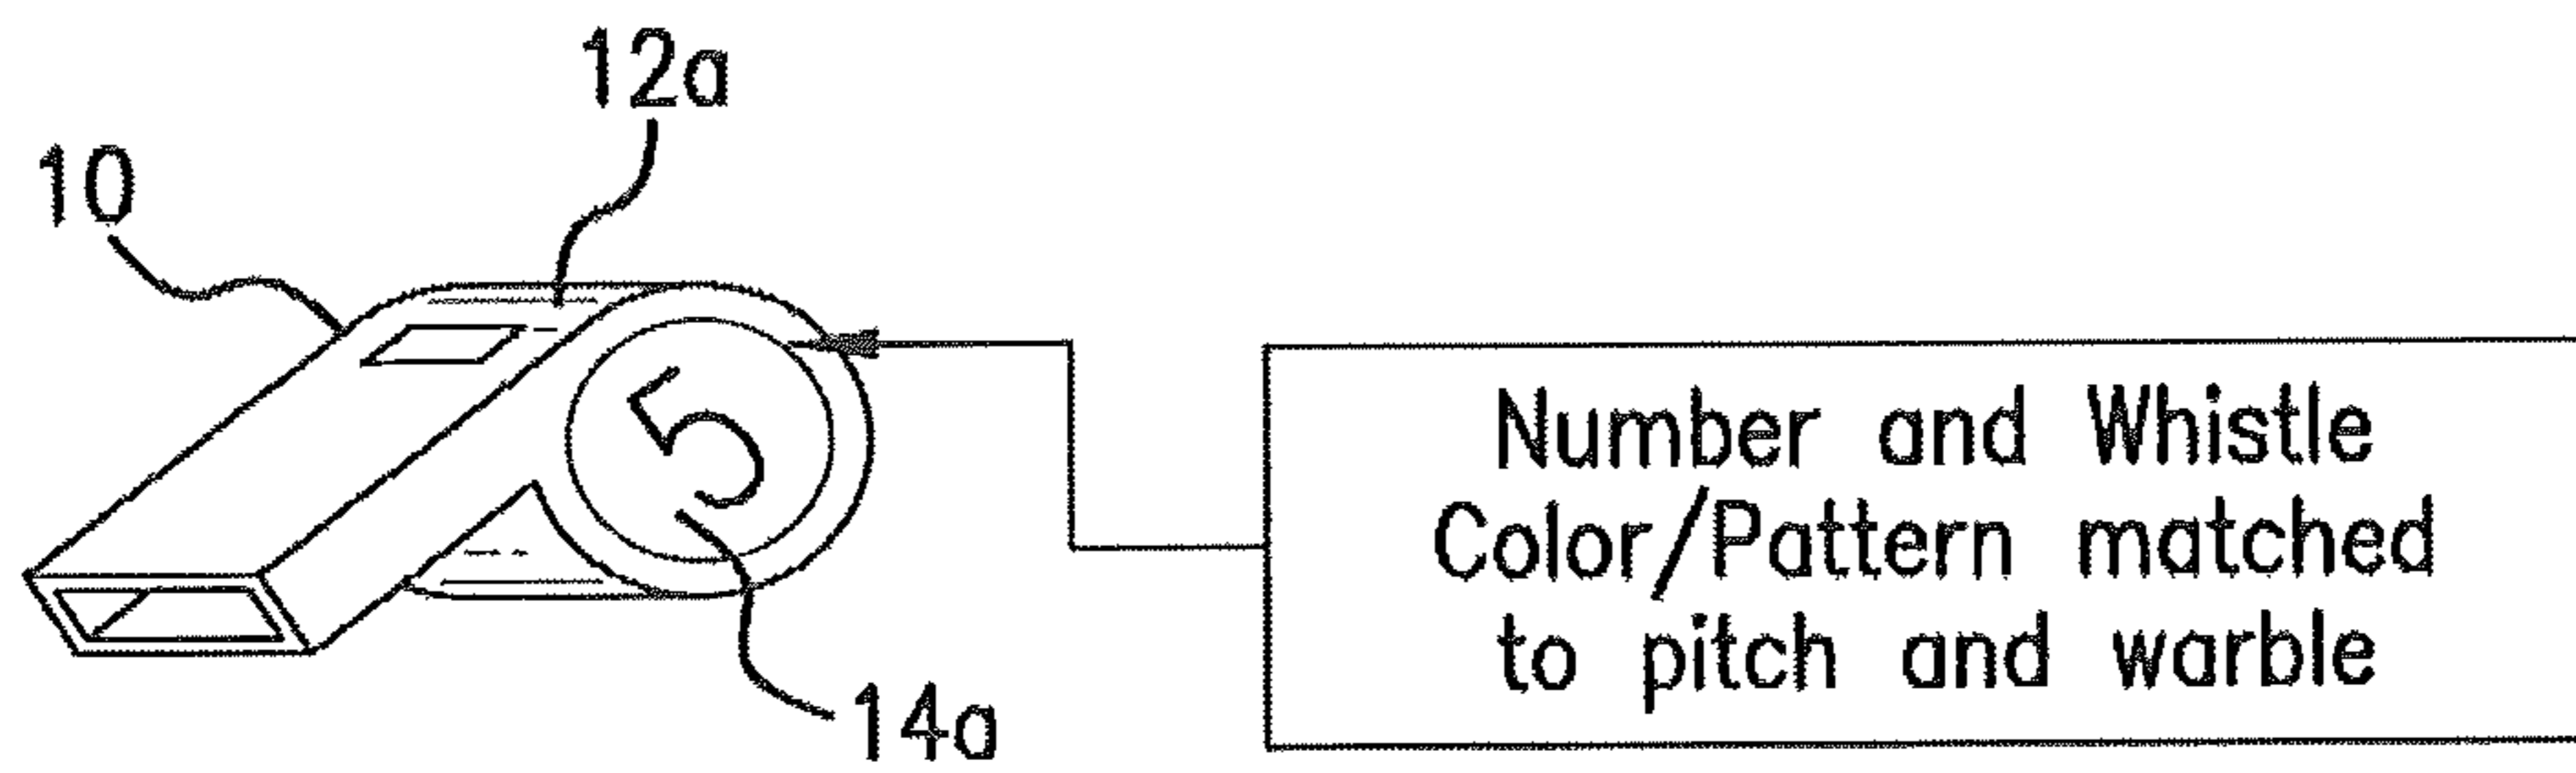 12a
10
5
Number and Whistle
Color/Pattern matched
to pitch and warble
14a